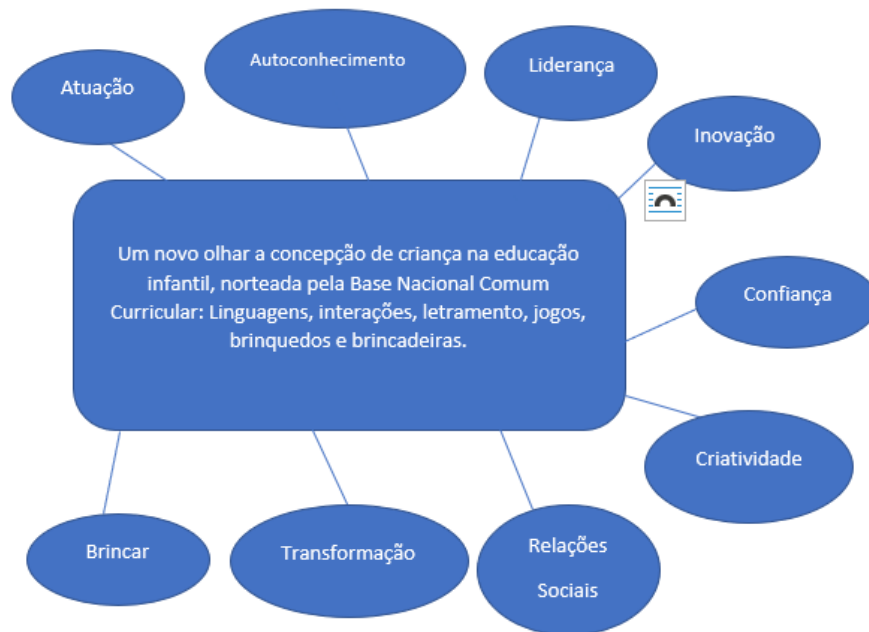 Atuação
Autoconhecimento
Liderança
Inovação
Um novo olhar a concepção de criança na educação
infantil, norteada pela Base Nacional Comum
Curricular: Linguagens, interações, letramento, jogos,
brinquedos e brincadeiras.
Confiança
Criatividade
Brincar
Transformação
Relações
Sociais